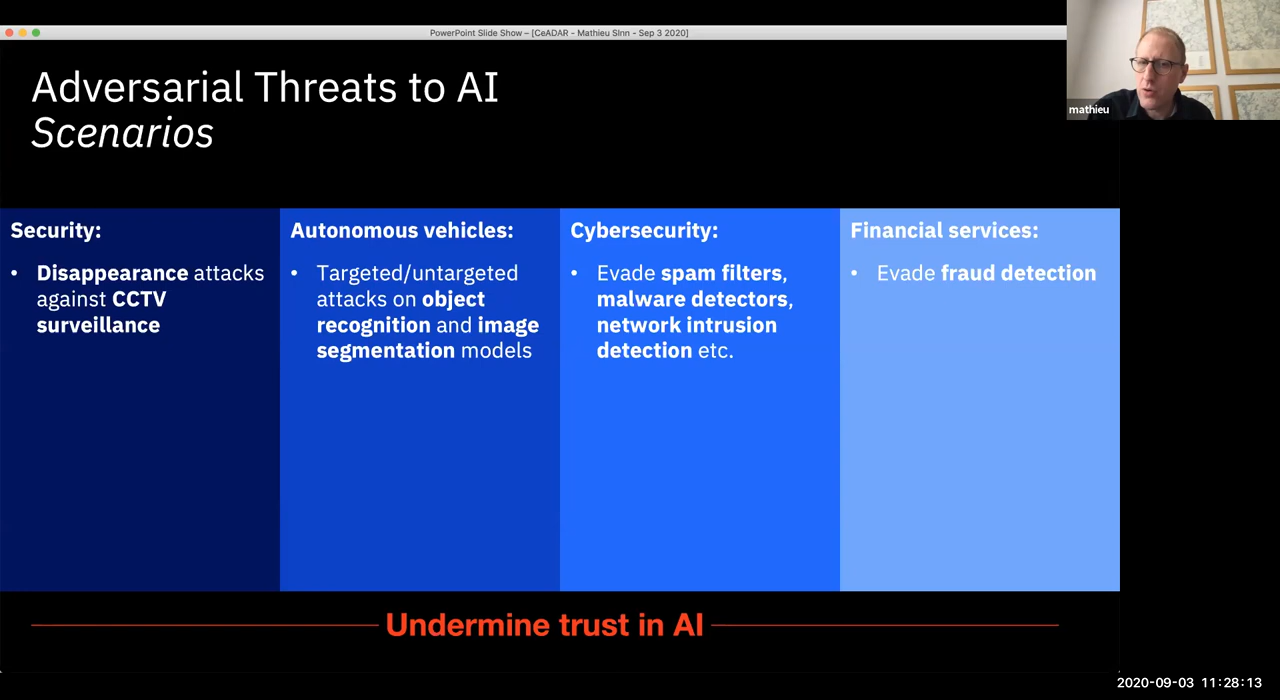 PowerPoint Slide Show – [CeADAR - Mathieu SInn - Sep 3 2020]
mathieu
Adversarial Threats to AI
Scenarios
Security:
• Disappearance attacks
against CCTV
surveillance
Autonomous vehicles:
• Targeted/untargeted
attacks on object
recognition and image
segmentation models
Cybersecurity:
• Evade spam filters,
malware detectors,
network intrusion
detection etc.
Financial services:
• Evade fraud detection
Undermine trust in AI
2020-09-03 11:28:13